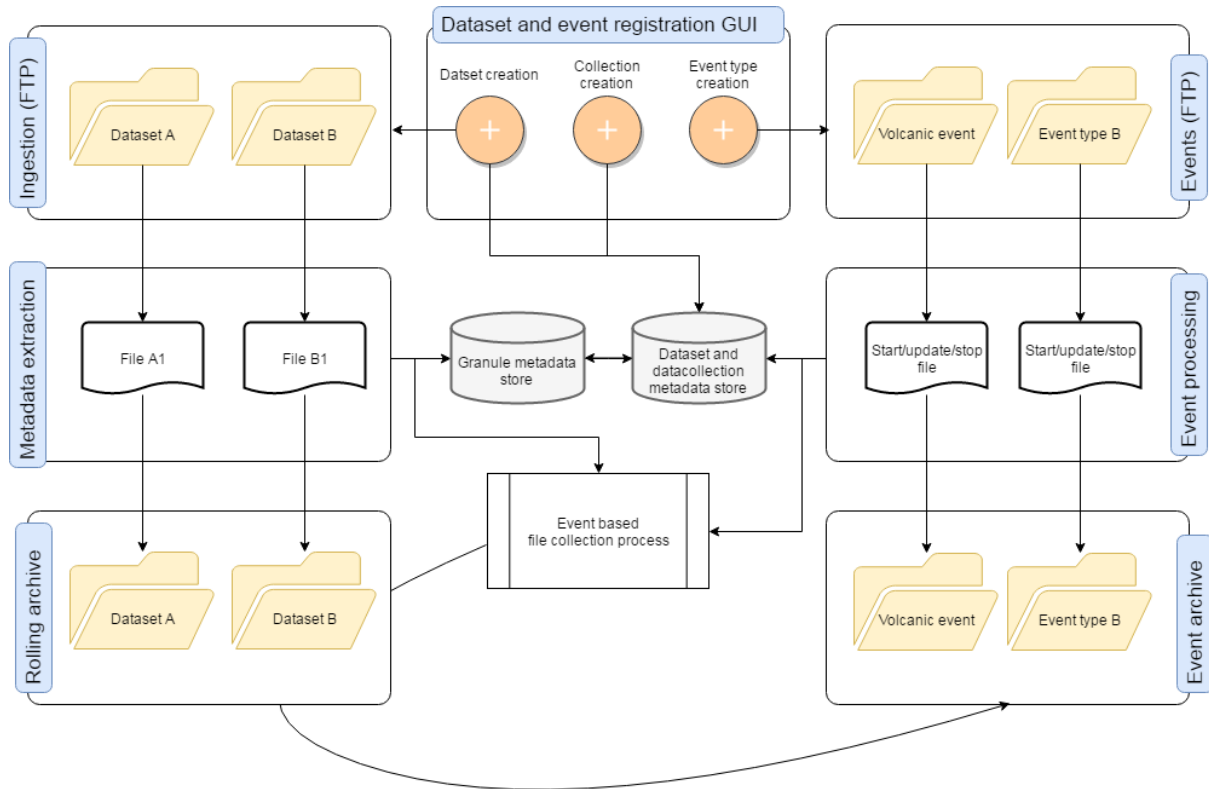 Dataset and event registration GUI
Ingestion (FTP)
Dataset A
Dataset B
Datset creation
Collection
creation
Event type
creation
Volcanic event
Event type B
Events (FTP)
Metadata extraction
File A1
File B1
Granule metadata
store
Dataset and
datacollection
metadata store
Start/update/stop
file
Start/update/stop
file
Event processing
Event based
file collection process
Rolling archive
Dataset A
Dataset B
Volcanic event
Event type B
Event archive